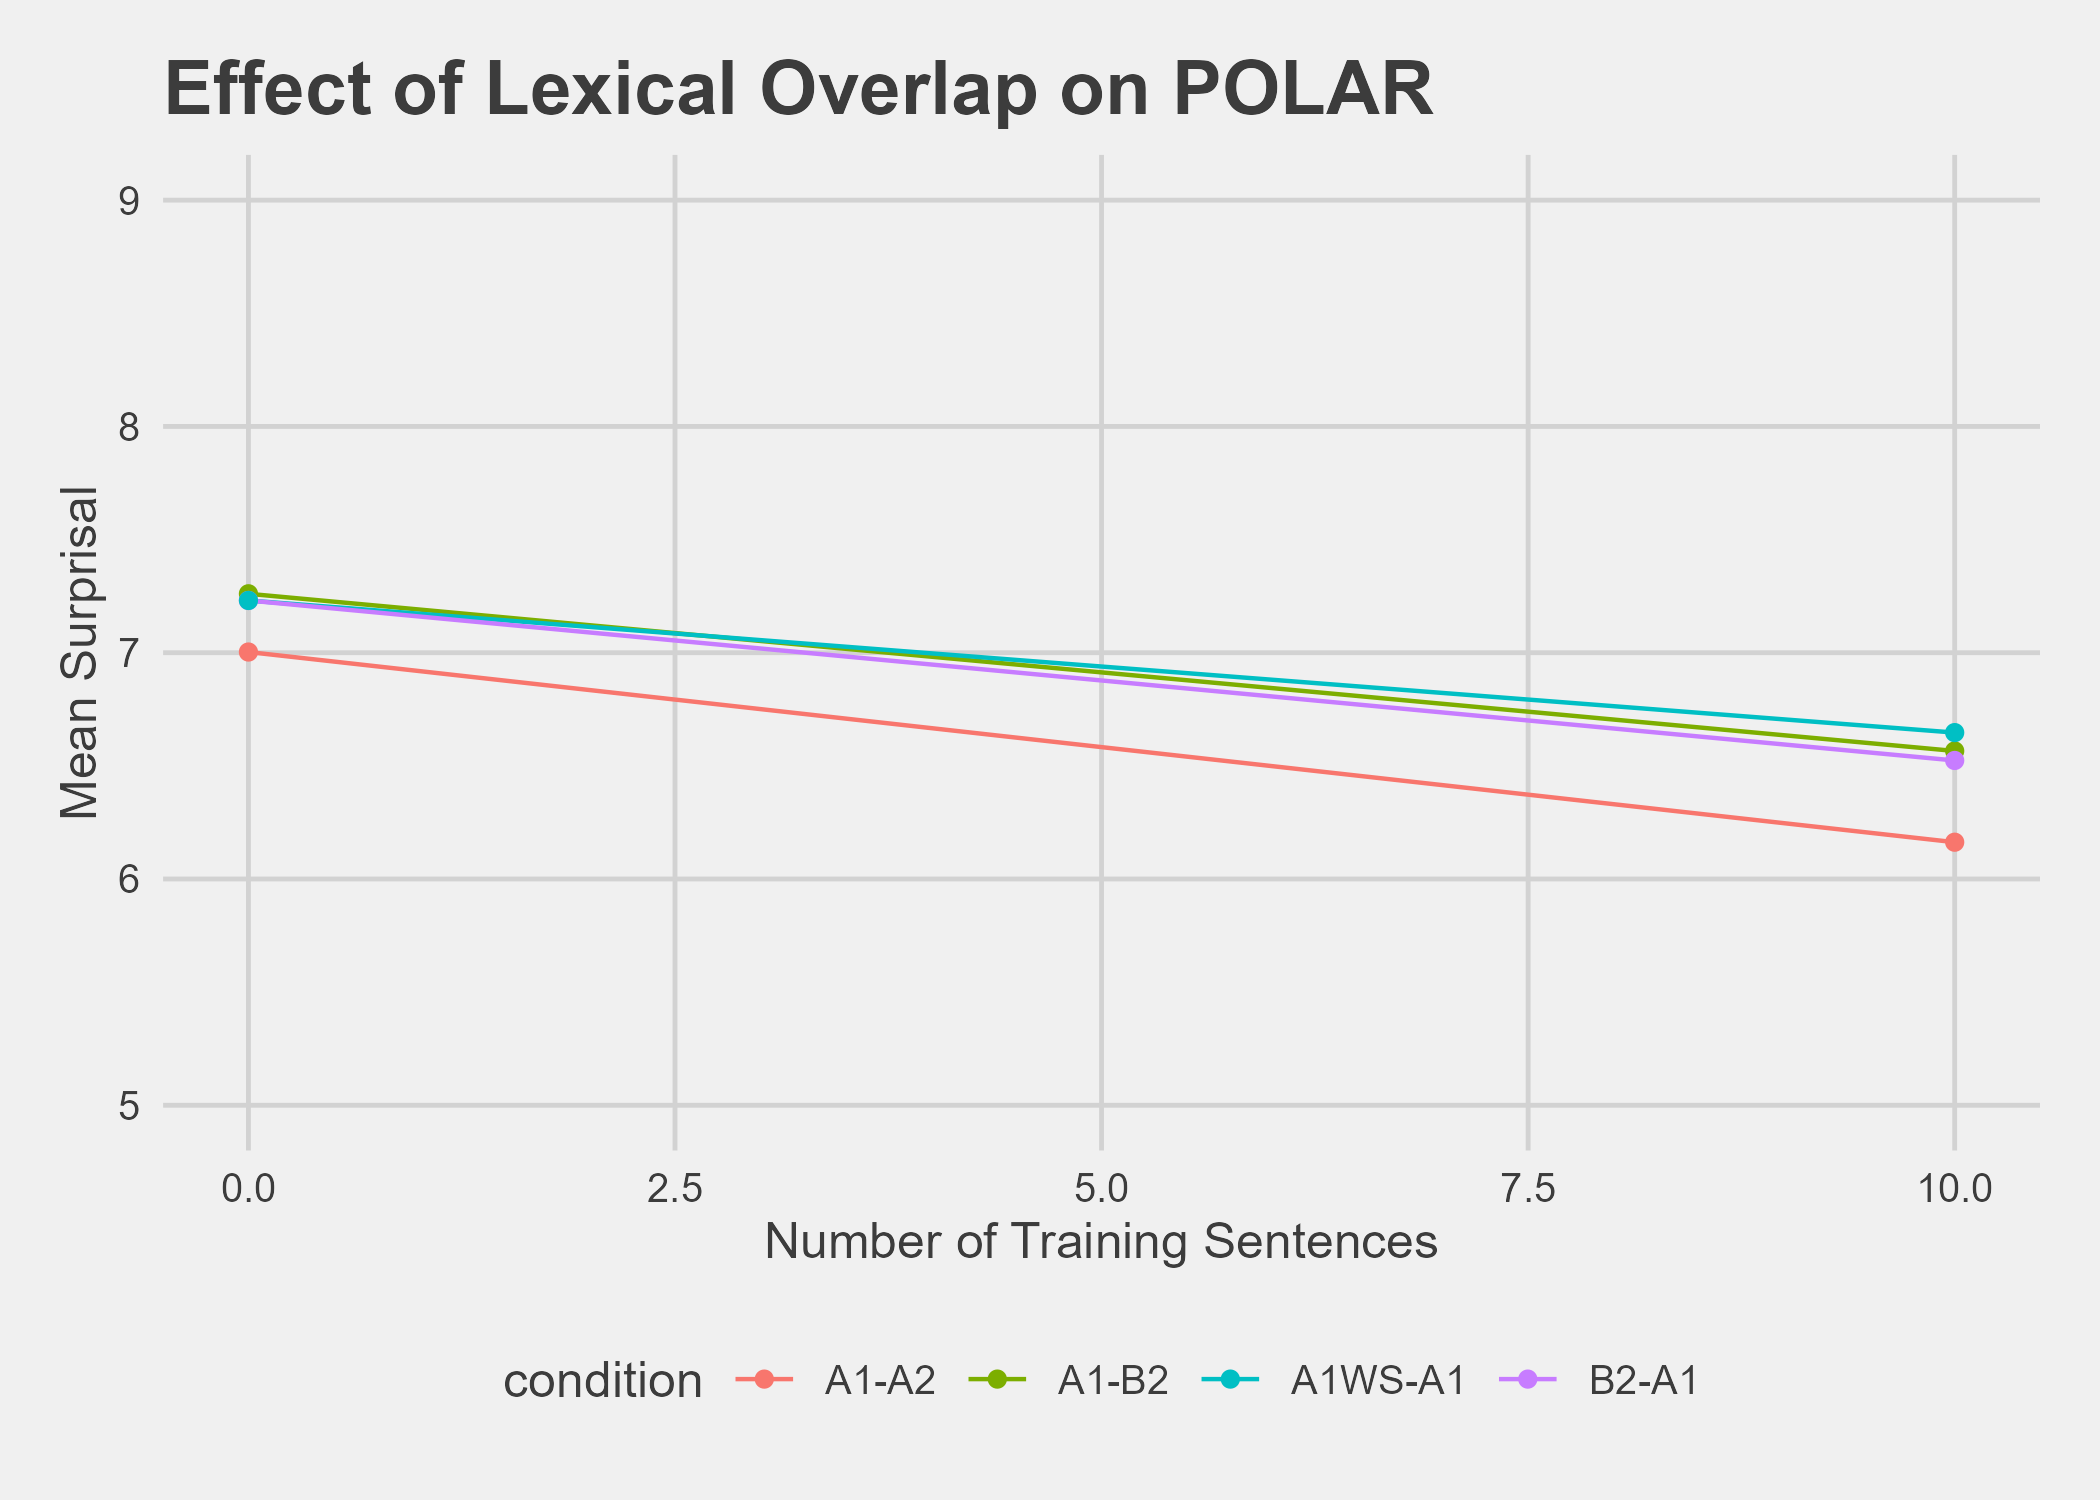 Effect of Lexical Overlap on POLAR
9
8
7
6
5
Mean Surprisal
0.0 2.5 5.0 7.5 10.0
Number of Training Sentences
condition A1-A2 A1-B2 A1WS-A1 B2-A1